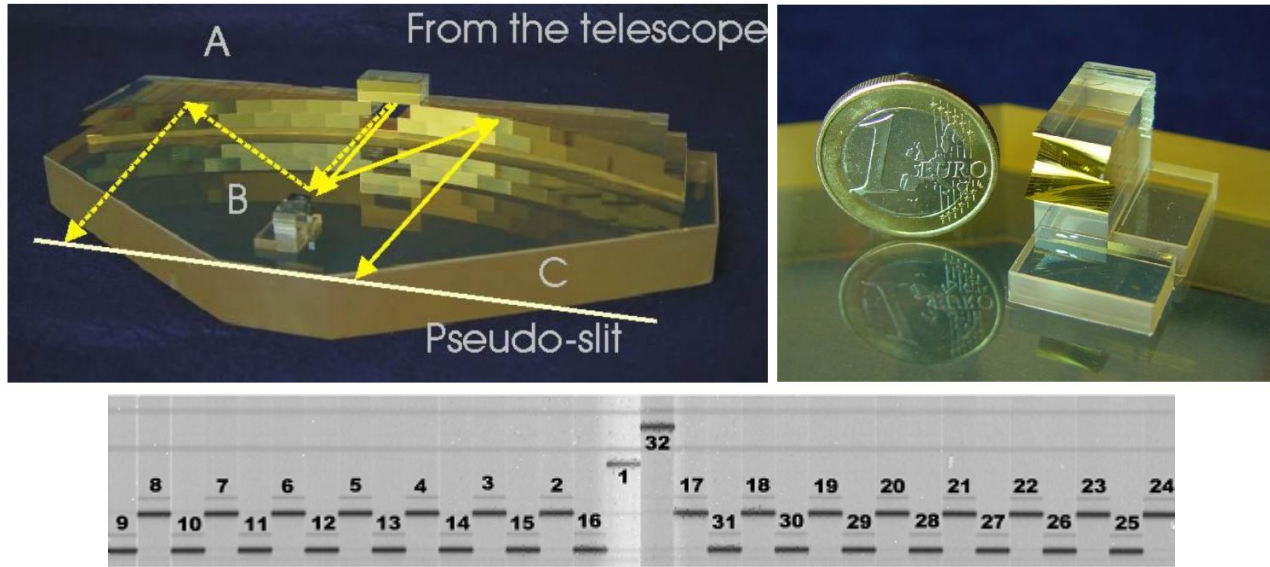 From the telescope
A
B
C
Pseudo-slit
1 EURO
32
1
8 7 6 5 4 3 2 17 18 19 20 21 22 23 24
9 10 11 12 13 14 15 16 31 30 29 28 27 26 25